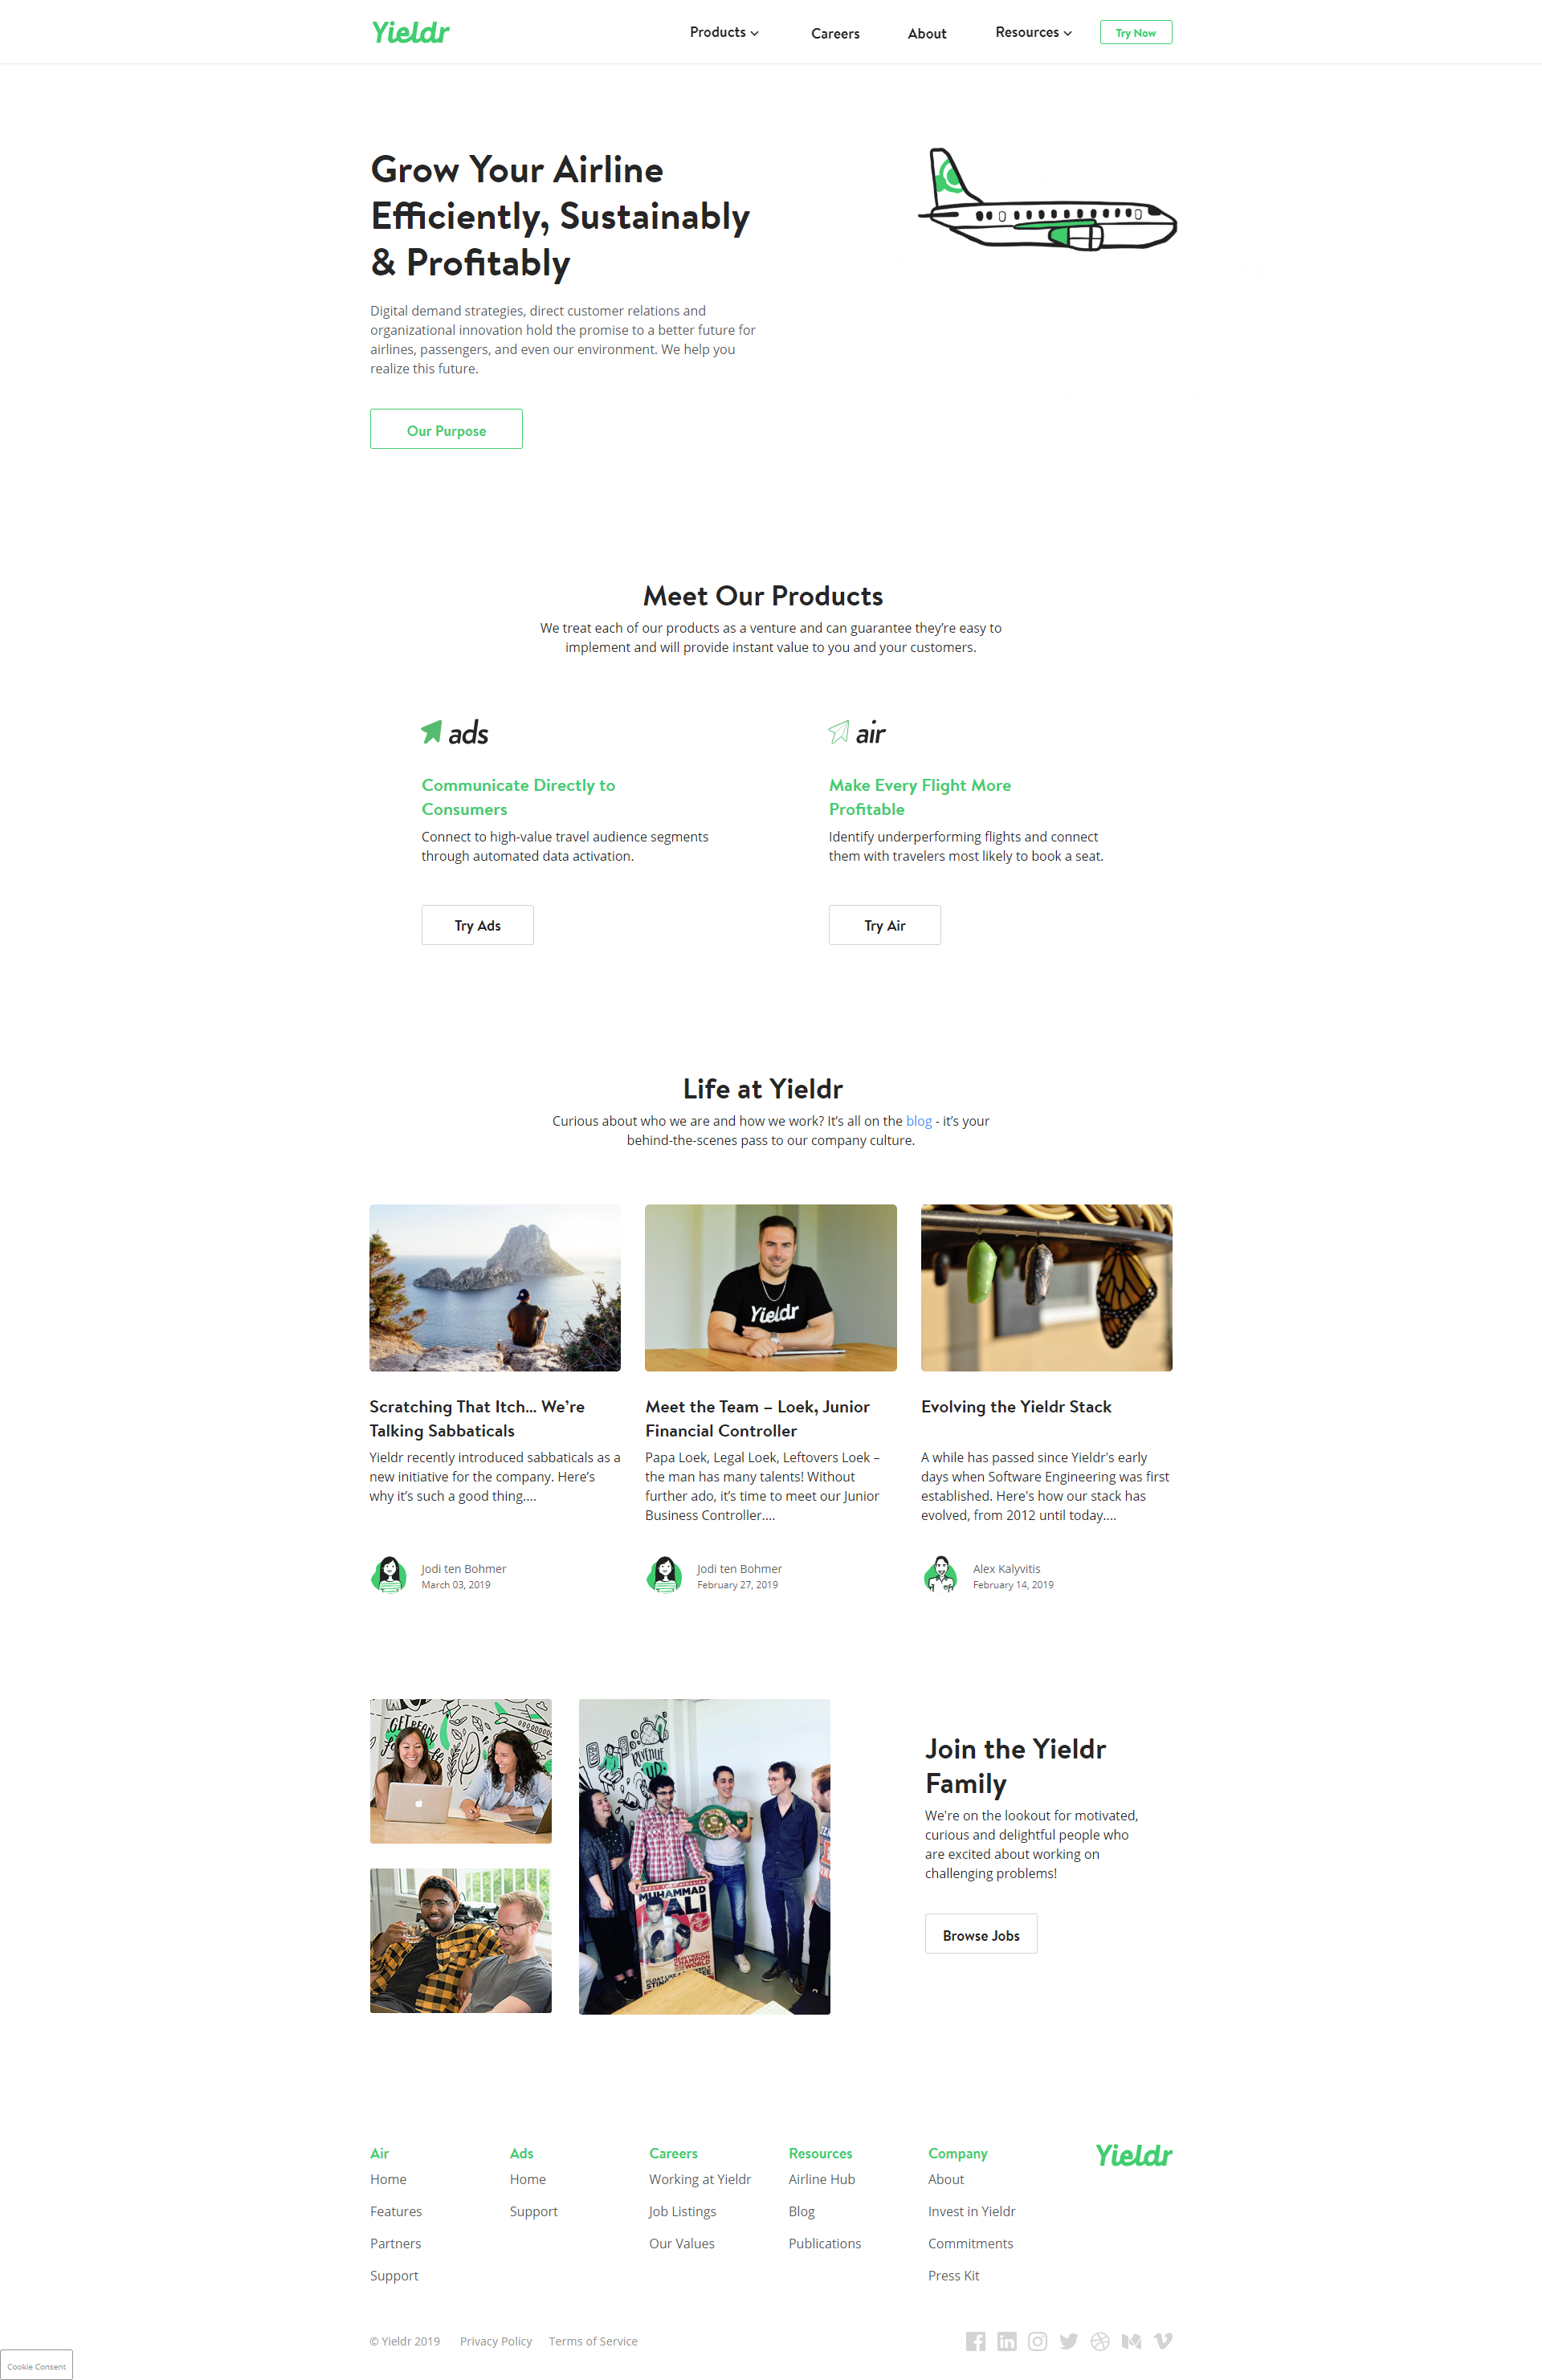 Yieldr
Products
Careers
About
Resources
Try Now
Grow Your Airline
Efficiently, Sustainably
& Profitably
Digital demand strategies, direct customer relations and
organizational innovation hold the promise to a better future for
airlines, passengers, and even our environment. We help you
realize this future.
Our Purpose
Meet Our Products
We treat each of our products as a venture and can guarantee they're easy to
implement and will provide instant value to you and your customers.
ads
Communicate Directly to
Consumers
Connect to high-value travel audience segments
through automated data activation.
Try Ads
air
Make Every Flight More
Profitable
Identify underperforming flights and connect
them with travelers most likely to book a seat.
Try Air
Life at Yieldr
Curious about who we are and how we work? It's all on the blog - it's your
behind-the-scenes pass to our company culture.
Yieldr
Scratching That Itch... We're
Talking Sabbaticals
Yieldr recently introduced sabbaticals as a
new initiative for the company. Here's
why it's such a good thing....
Jodi ten Bohmer
March 03, 2019
Meet the Team – Loek, Junior
Financial Controller
Papa Loek, Legal Loek, Leftovers Loek –
the man has many talents! Without
further ado, it's time to meet our Junior
Business Controller....
Jodi ten Bohmer
February 27, 2019
Evolving the Yieldr Stack
A while has passed since Yieldr's early
days when Software Engineering was first
established. Here's how our stack has
evolved, from 2012 until today....
Alex Kalyvitis
February 14, 2019
GET READY
REVENUE
UP
MUHAMMAD
ALI
HEAVYWEIGHT
CHAMPION
WORLD
FLOAT LIKE A
Join the Yieldr
Family
We're on the lookout for motivated,
curious and delightful people who
are excited about working on
challenging problems!
Browse Jobs
Air
Home
Features
Partners
Support
Ads
Home
Support
Careers
Working at Yieldr
Job Listings
Our Values
Resources
Airline Hub
Blog
Publications
Company
About
Invest in Yieldr
Commitments
Press Kit
Yieldr
© Yieldr 2019
Privacy Policy
Terms of Service
Cookie Consent